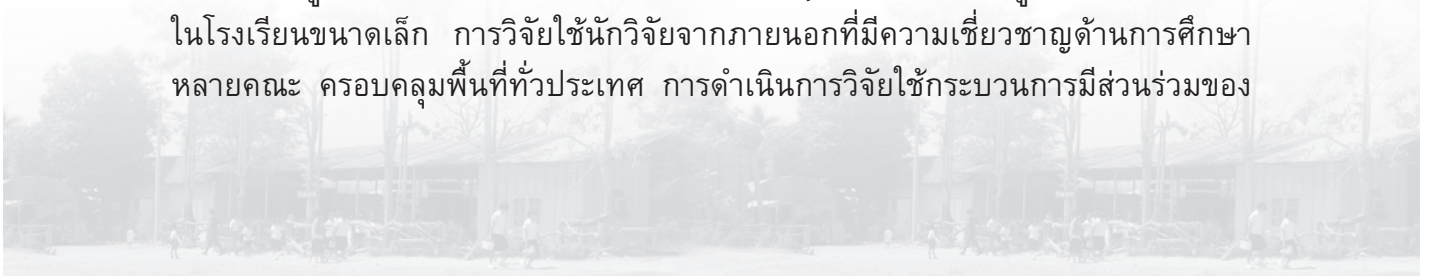 ในโรงเรียนขนาดเล็ก การวิจัยใช้นักวิจัยจากภายนอกที่มีความเชี่ยวชาญด้านการศึกษา
หลายคณะ ครอบคลุมพื้นที่ทั่วประเทศ การดำเนินการวิจัยใช้กระบวนการมีส่วนร่วมของ